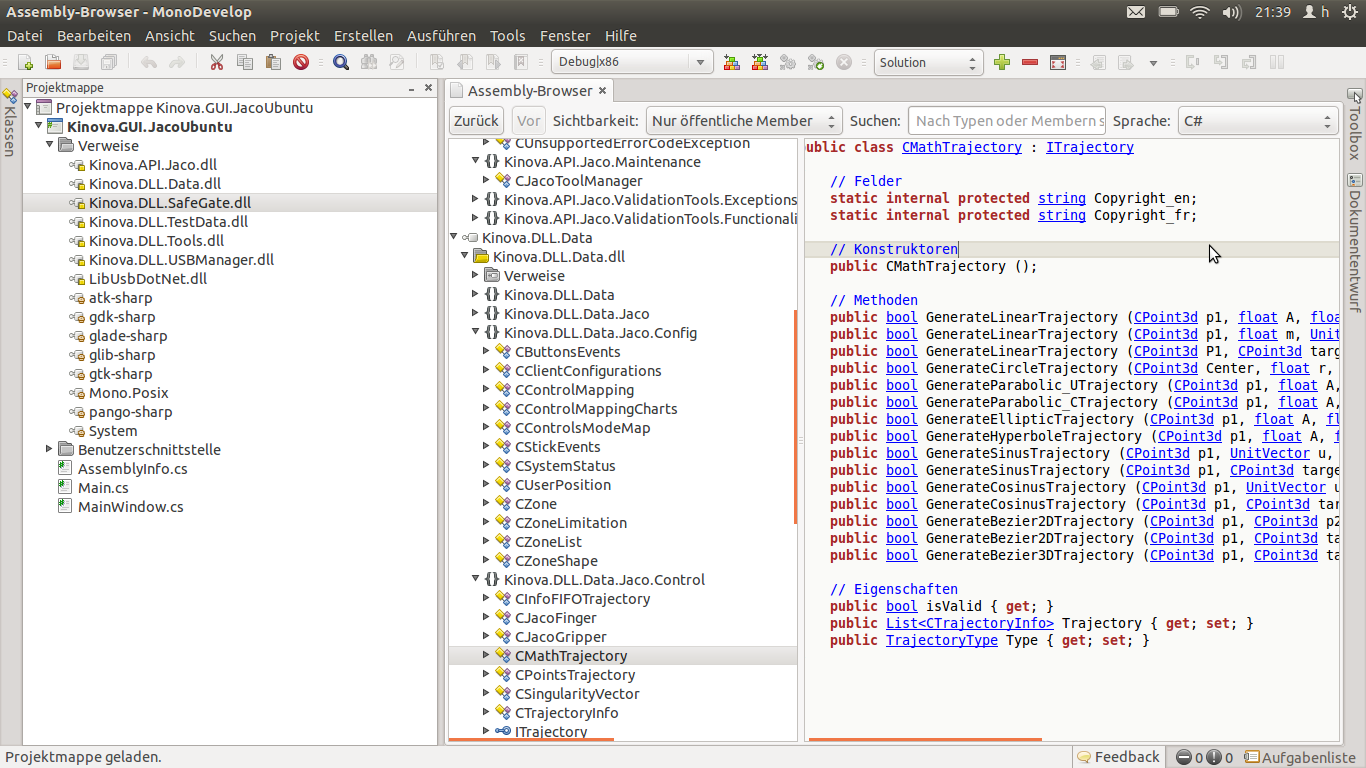 Assembly-Browser - MonoDevelop
21:39
h
Datei Bearbeiten Ansicht Suchen Projekt Erstellen Ausführen Tools Fenster Hilfe
Debug|x86
Solution
Klassen
Projektmappe
Projektmappe Kinova.GUI.JacoUbuntu
Kinova.GUI.JacoUbuntu
Verweise
Kinova.API.Jaco.dll
Kinova.DLL.Data.dll
Kinova.DLL.SafeGate.dll
Kinova.DLL.TestData.dll
Kinova.DLL.Tools.dll
Kinova.DLL.USBManager.dll
LibUsbDotNet.dll
atk-sharp
gdk-sharp
glade-sharp
glib-sharp
gtk-sharp
Mono.Posix
pango-sharp
System
Benutzerschnittstelle
AssemblyInfo.cs
Main.cs
MainWindow.cs
Assembly-Browser
Zurück Vor Sichtbarkeit: Nur öffentliche Member Suchen: Nach Typen oder Members s Sprache: C#
CUnsupportedErrorCodeException
{} Kinova.API.Jaco.Maintenance
CJacoToolManager
{} Kinova.API.Jaco.ValidationTools.Exceptions
{} Kinova.API.Jaco.ValidationTools.Functionali
Kinova.DLL.Data
Kinova.DLL.Data.dll
Verweise
{} Kinova.DLL.Data
{} Kinova.DLL.Data.Jaco
{} Kinova.DLL.Data.Jaco.Config
CButtonsEvents
CClientConfigurations
CControlMapping
CControlMappingCharts
CControlsModeMap
CStickEvents
CSystemStatus
CUserPosition
CZone
CZoneLimitation
CZoneList
CZoneShape
{} Kinova.DLL.Data.Jaco.Control
CInfoFIFOTrajectory
CJacoFinger
CJacoGripper
CMathTrajectory
CPointsTrajectory
CSingularityVector
CTrajectoryInfo
ITrajectory
ublic class CMathTrajectory : ITrajectory
// Felder
static internal protected string Copyright_en;
static internal protected string Copyright_fr;
// Konstruktoren
public CMathTrajectory ();
// Methoden
public bool GenerateLinearTrajectory (CPoint3d p1, float A, floa
public bool GenerateLinearTrajectory (CPoint3d p1, float m, Unit
public bool GenerateLinearTrajectory (CPoint3d P1, CPoint3d targ
public bool GenerateCircleTrajectory (CPoint3d Center, float r,
public bool GenerateParabolic_UTrajectory (CPoint3d p1, float A,
public bool GenerateParabolic_CTrajectory (CPoint3d p1, float A,
public bool GenerateEllipticTrajectory (CPoint3d p1, float A, fl
public bool GenerateHyperboleTrajectory (CPoint3d p1, float A, f
public bool GenerateSinusTrajectory (CPoint3d p1, UnitVector u,
public bool GenerateSinusTrajectory (CPoint3d p1, CPoint3d targe
public bool GenerateCosinusTrajectory (CPoint3d p1, UnitVector u
public bool GenerateCosinusTrajectory (CPoint3d p1, CPoint3d tar
public bool GenerateBezier2DTrajectory (CPoint3d p1, CPoint3d p2
public bool GenerateBezier2DTrajectory (CPoint3d p1, CPoint3d ta
public bool GenerateBezier3DTrajectory (CPoint3d p1, CPoint3d ta
// Eigenschaften
public bool isValid { get; }
public List<CTrajectoryInfo> Trajectory { get; set; }
public TrajectoryType Type { get; set; }
Toolbox
Dokumententwurf
Projektmappe geladen.
Feedback
0 0
Aufgabenliste